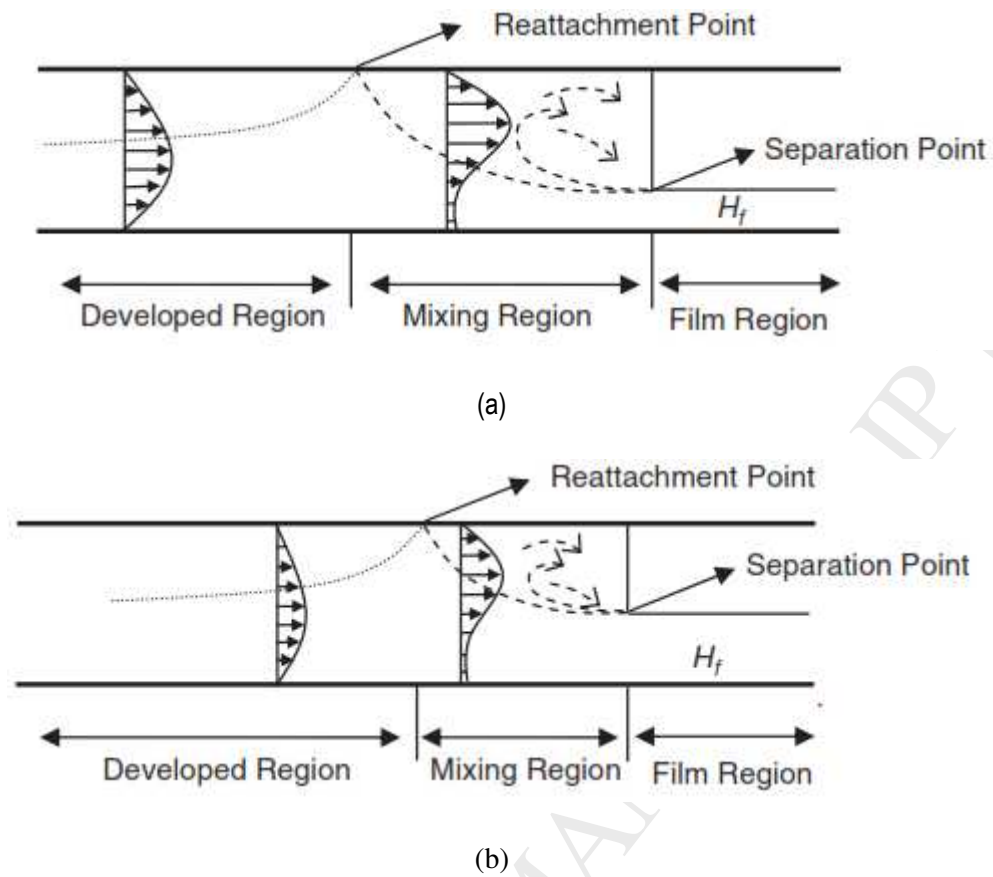 Reattachment Point
Separation Point
H_f
Developed Region
Mixing Region
Film Region
(a)
Reattachment Point
Separation Point
H_f
Developed Region
Mixing Region
Film Region
(b)